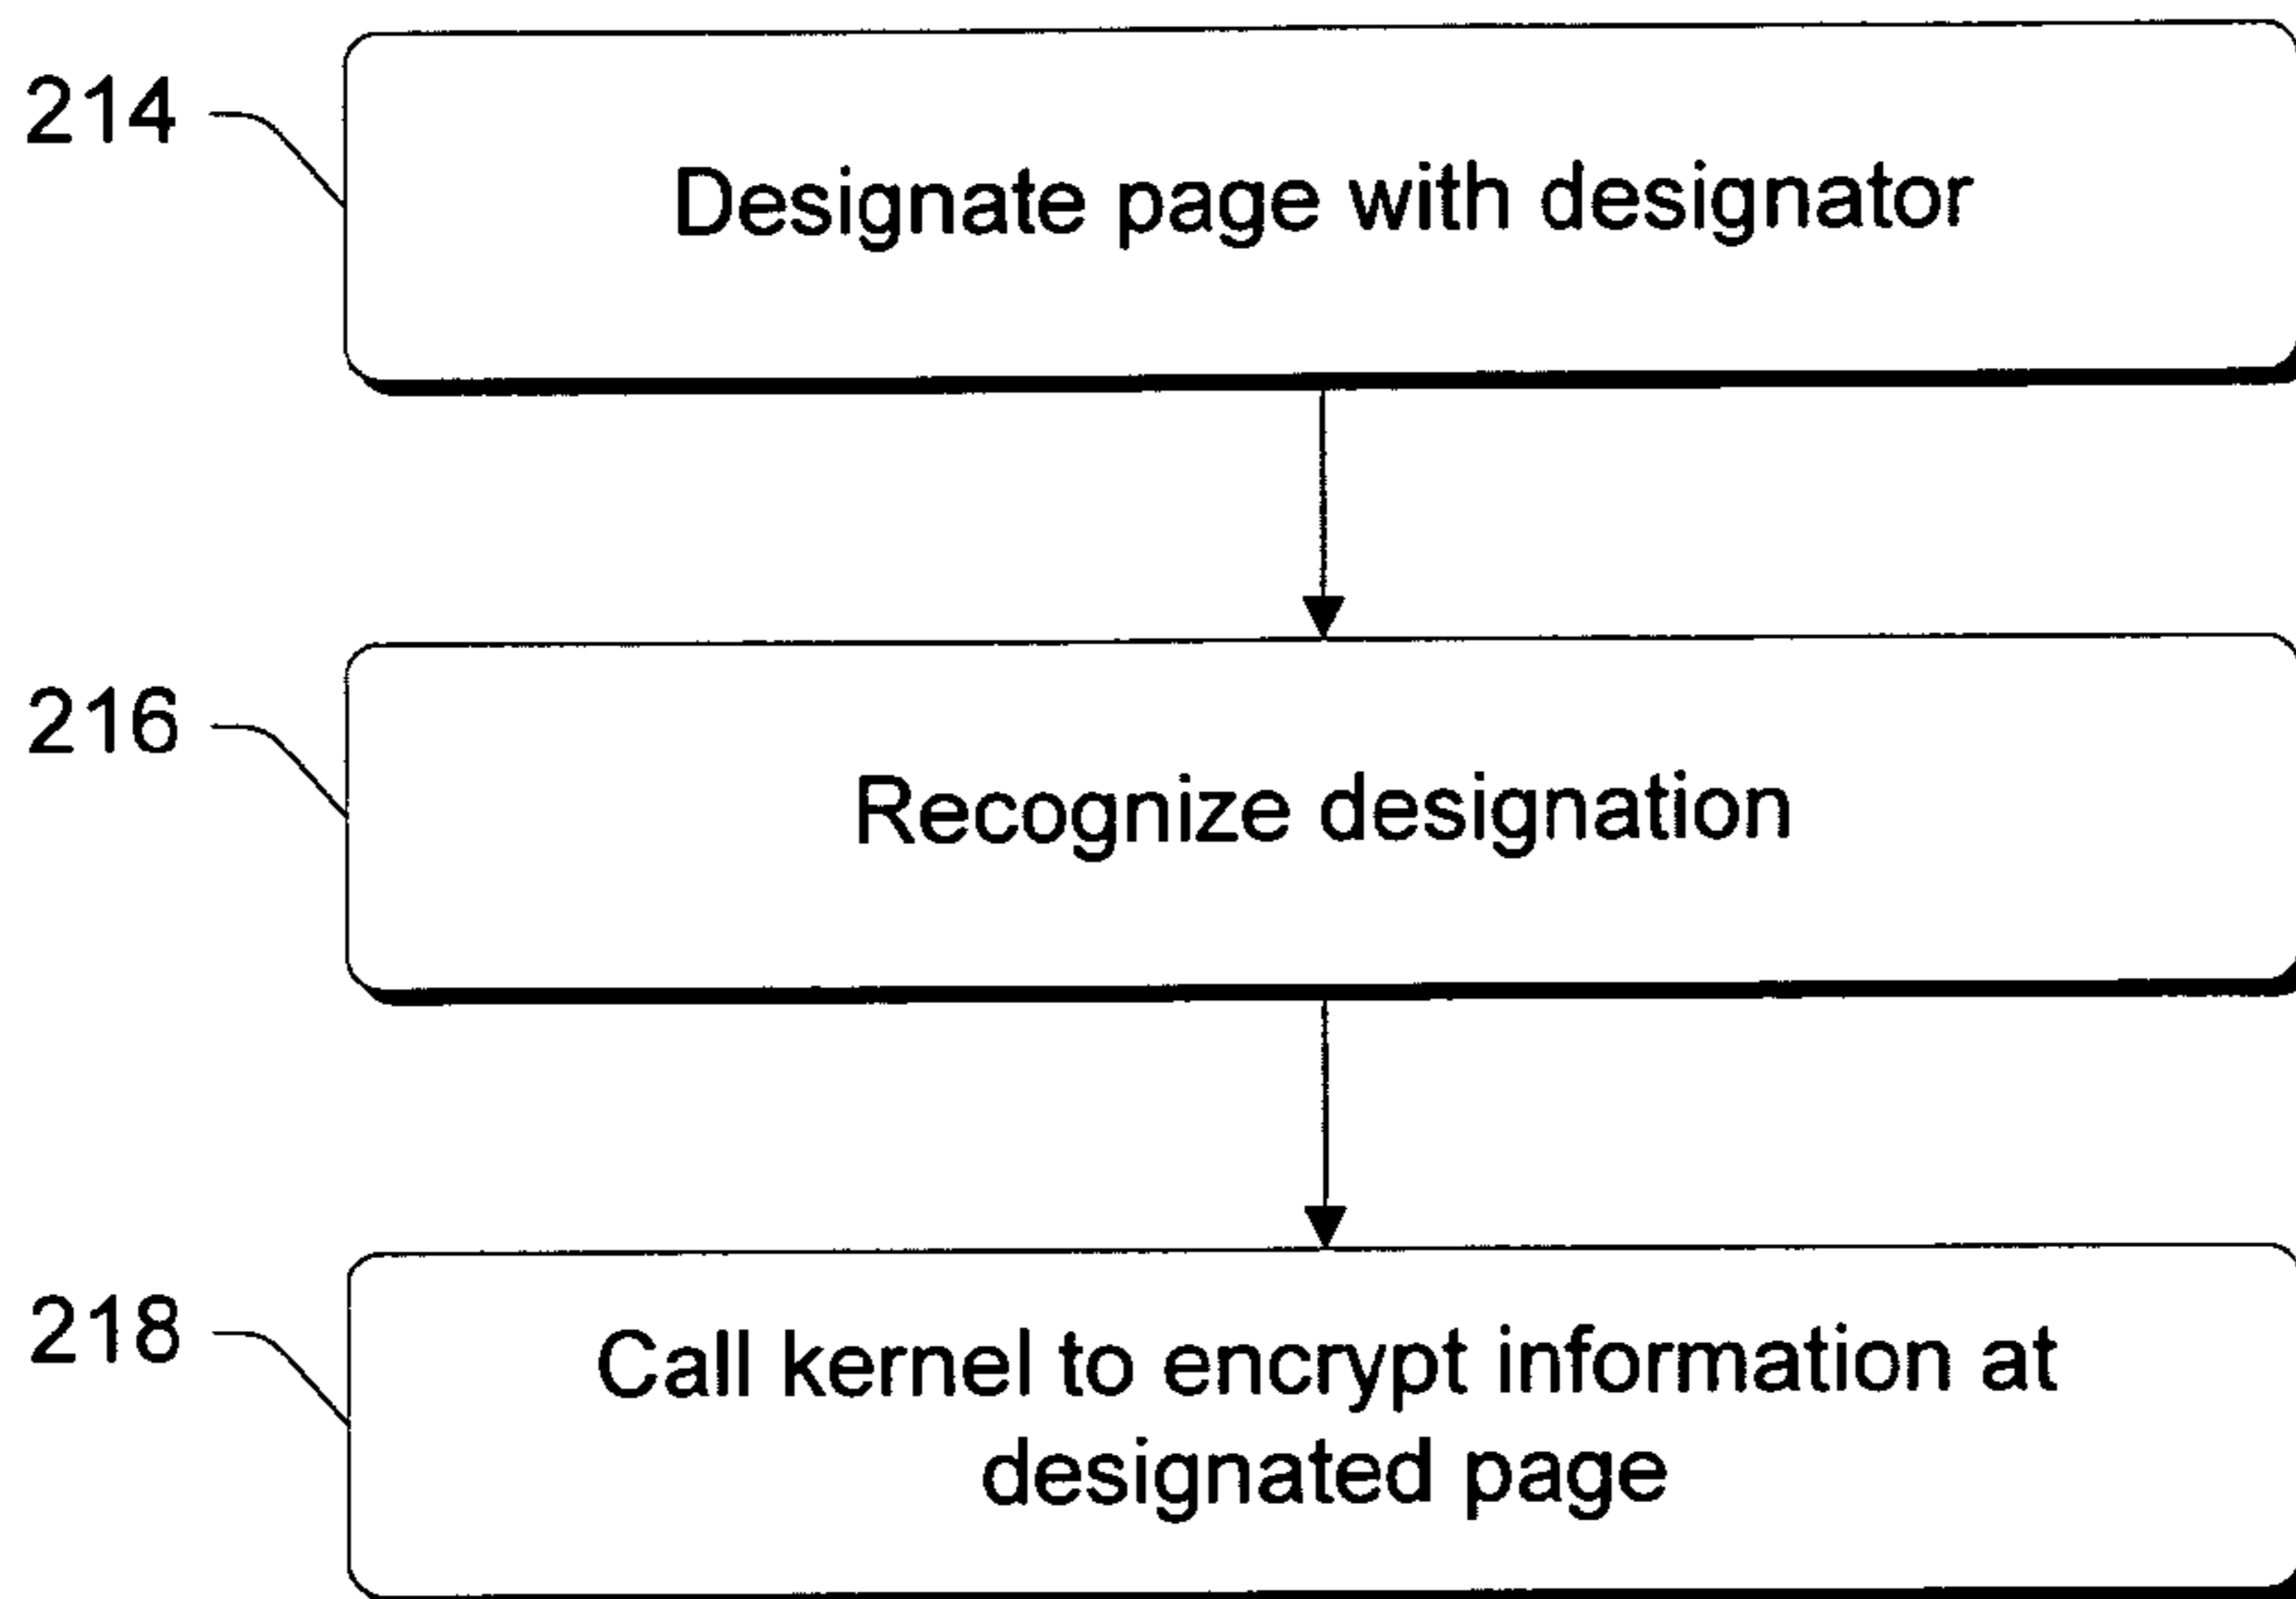 214
Designate page with designator
216
Recognize designation
218
Call kernel to encrypt information at
designated page